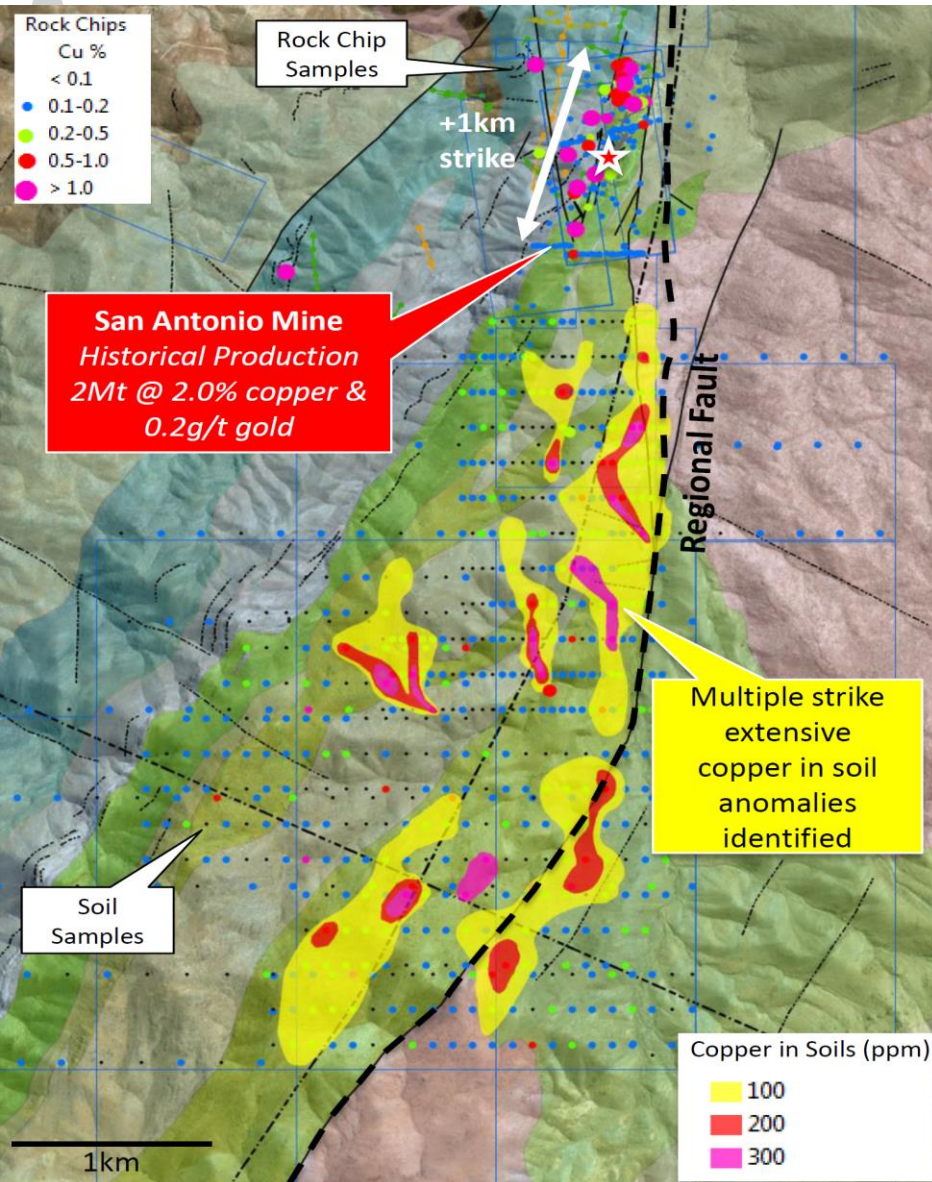 Rock Chips
Cu %
< 0.1
0.1-0.2
0.2-0.5
0.5-1.0
> 1.0
Rock Chip
Samples
+1km
strike
San Antonio Mine
Historical Production
2Mt @ 2.0% copper &
0.2g/t gold
Regional Fault
Multiple strike
extensive
copper in soil
anomalies
identified
Soil
Samples
Copper in Soils (ppm)
100
200
300
1km